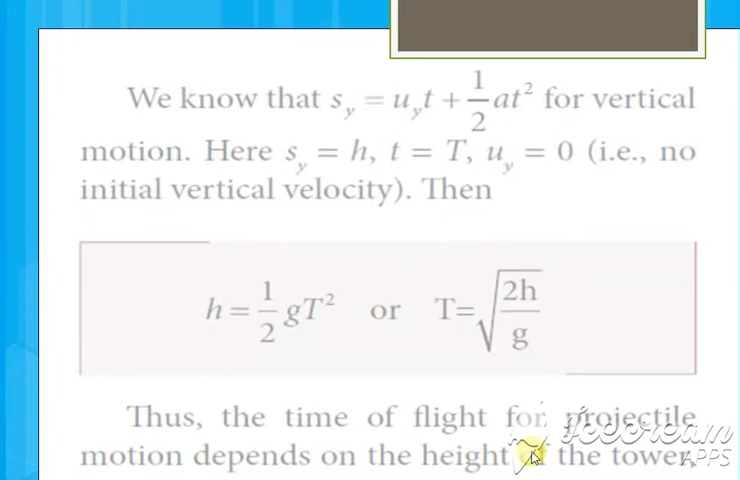 We know that s_y = u_y t + 1/2 at² for vertical
motion. Here s_y = h, t = T, u_y = 0 (i.e., no
initial vertical velocity). Then
h = 1/2 gT² or T= √(2h/g)
Thus, the time of flight for projectile
motion depends on the height of the tower,
icecream
APPS